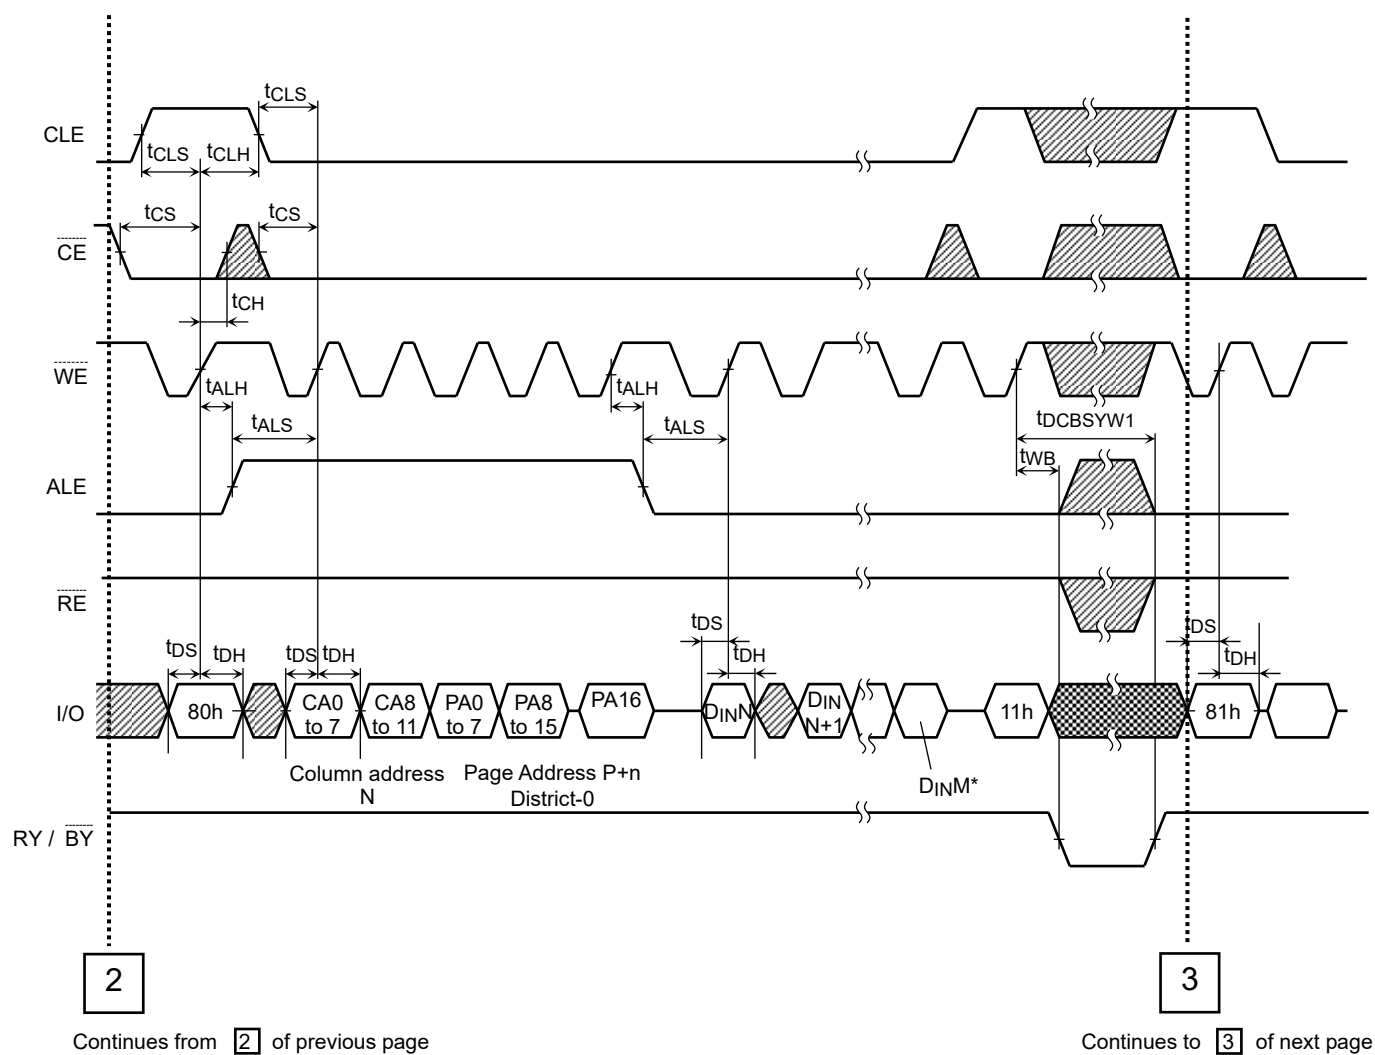 tCLS
CLE
tCLS
tCLH
tCS
tCS
CE
tCH
WE
tALH
tALH
tALS
tALS
tDCBSYW1
tWB
ALE
RE
tDS
tDH
tDS
tDH
tDS
tDH
tDS
tDH
I/O
80h
CA0
to 7
CA8
to 11
PA0
to 7
PA8
to 15
PA16
DINN
DIN
N+1
11h
81h
Column address
N
Page Address P+n
District-0
DINM*
RY / BY
2
3
Continues from 2 of previous page
Continues to 3 of next page